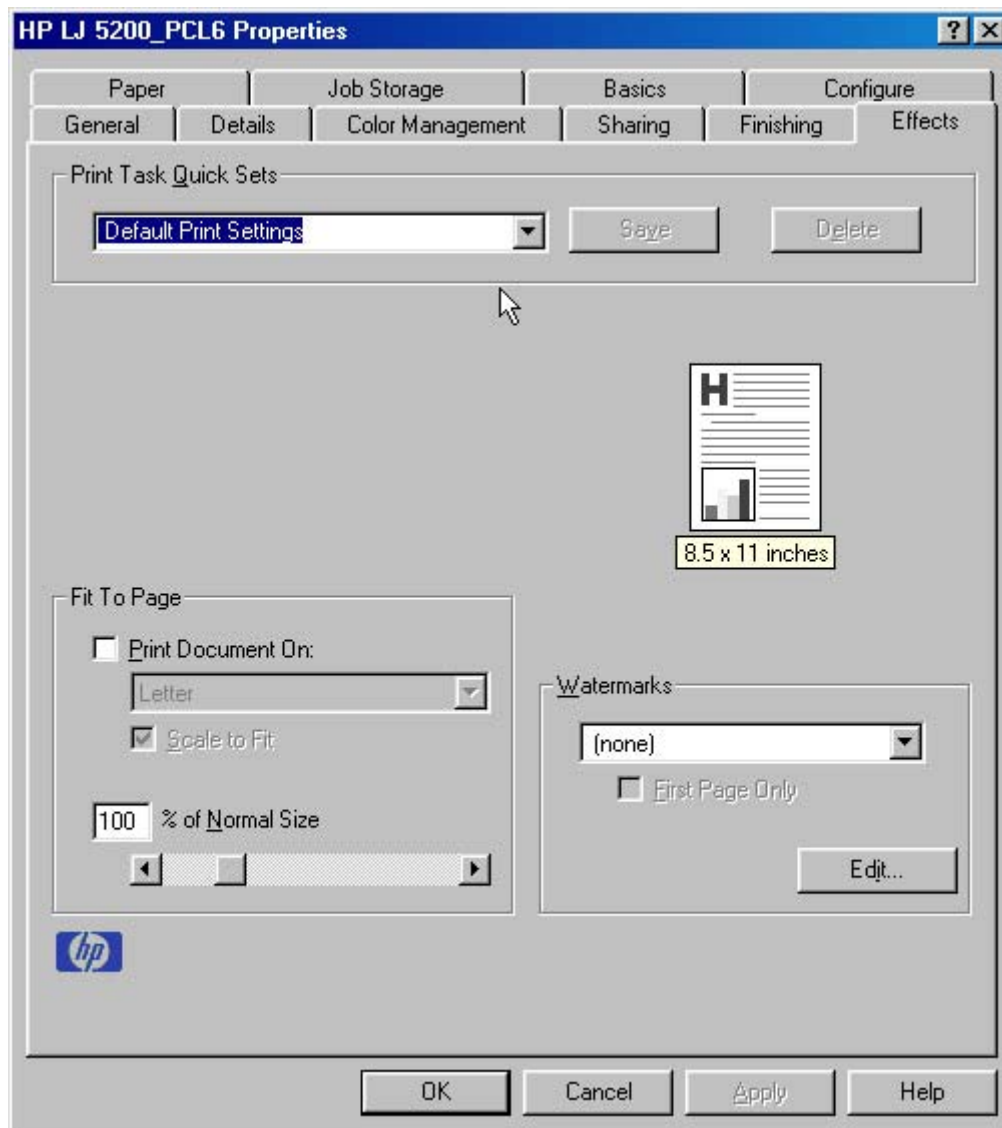 HP LJ 5200_PCL6 Properties
Paper Job Storage Basics Configure
General Details Color Management Sharing Finishing Effects
Print Task Quick Sets
Default Print Settings Save Delete
H
8.5 x 11 inches
Fit To Page
Print Document On:
Letter
Scale to Fit
100 % of Normal Size
Watermarks
(none)
First Page Only
Edit...
hp
OK Cancel Apply Help